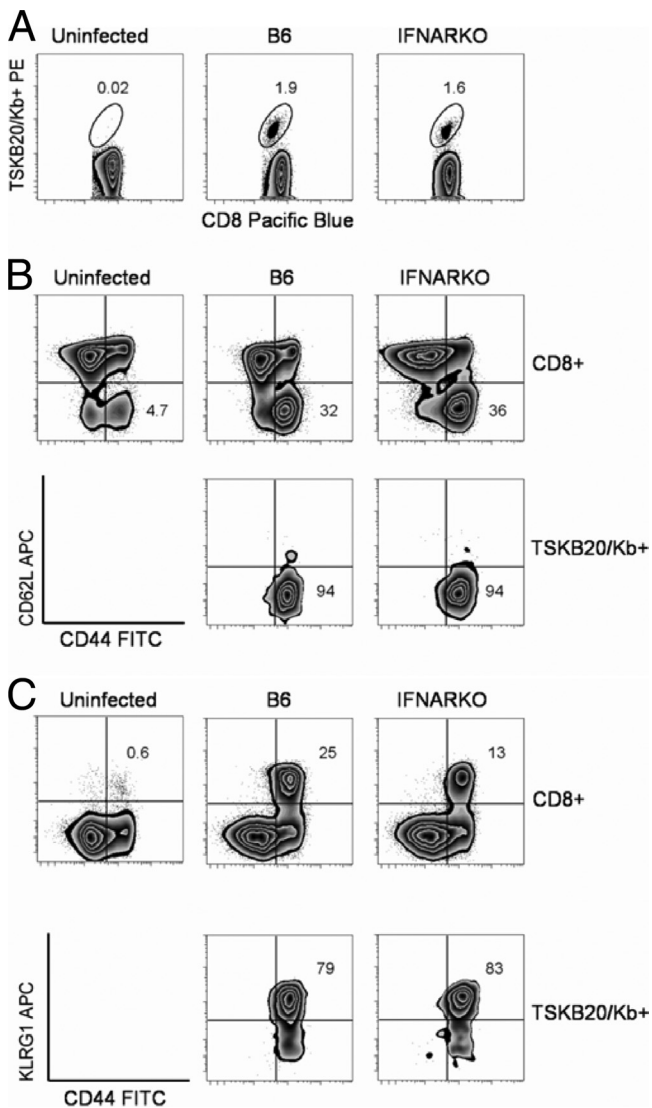 A
Uninfected
B6
IFNARKO
TSKB20/Kb+ PE
0.02
1.9
1.6
CD8 Pacific Blue
B
Uninfected
B6
IFNARKO
4.7
32
36
CD8+
CD62L APC
94
94
TSKB20/Kb+
CD44 FITC
C
Uninfected
B6
IFNARKO
0.6
25
13
CD8+
KLRG1 APC
79
83
TSKB20/Kb+
CD44 FITC